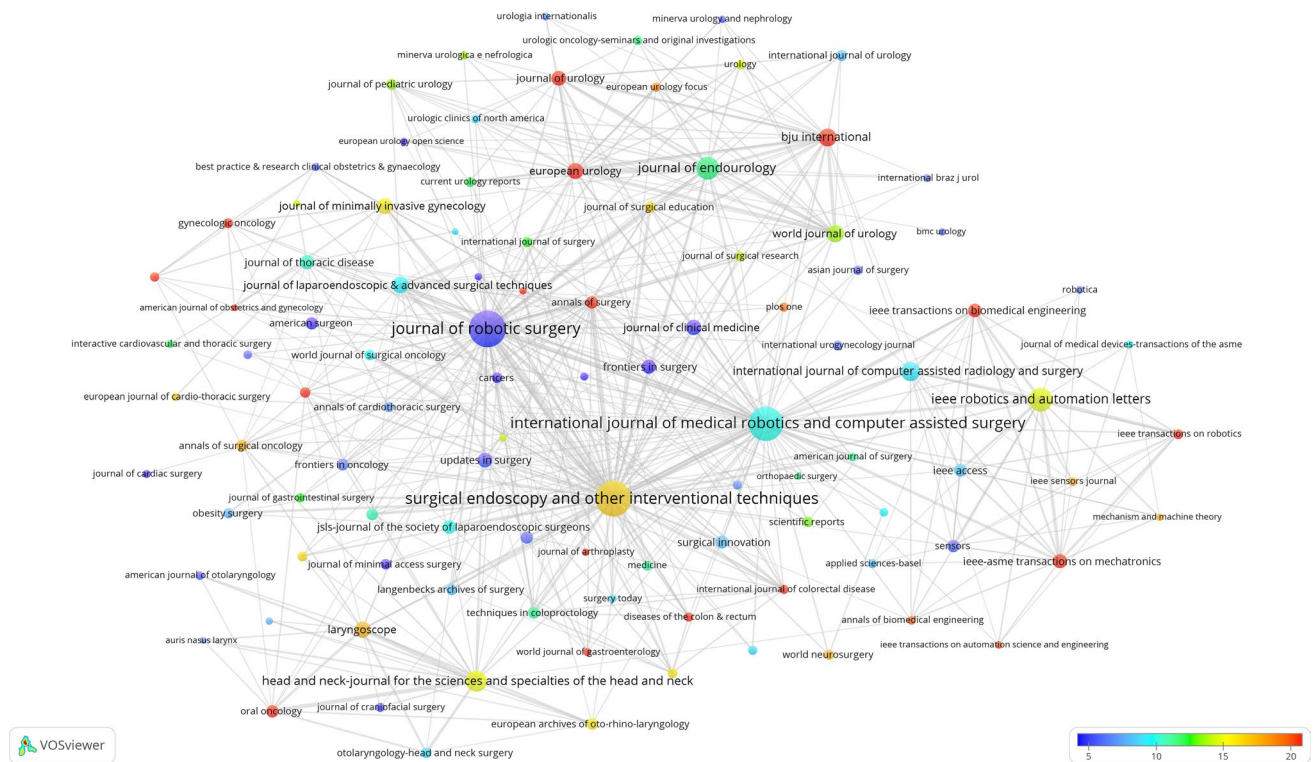 urologia internationalis
minerva urology and nephrology
urologic oncology-seminars and original investigations
minerva urologica e nefrologica
international journal of urology
urology
journal of urology
journal of pediatric urology
european urology focus
urologic clinics of north america
bju international
european urology open science
best practice & research clinical obstetrics & gynaecology
european urology
journal of endourology
international braz j urol
current urology reports
journal of minimally invasive gynecology
journal of surgical education
gynecologic oncology
world journal of urology
bmc urology
international journal of surgery
journal of surgical research
journal of thoracic disease
asian journal of surgery
journal of laparoendoscopic & advanced surgical techniques
robotica
annals of surgery
american journal of obstetrics and gynecology
plos one
ieee transactions on biomedical engineering
american surgeon
journal of robotic surgery
journal of clinical medicine
interactive cardiovascular and thoracic surgery
international urogynecology journal
journal of medical devices-transactions of the asme
world journal of surgical oncology
frontiers in surgery
international journal of computer assisted radiology and surgery
cancers
european journal of cardio-thoracic surgery
ieee robotics and automation letters
annals of cardiothoracic surgery
international journal of medical robotics and computer assisted surgery
ieee transactions on robotics
annals of surgical oncology
american journal of surgery
updates in surgery
frontiers in oncology
journal of cardiac surgery
ieee access
orthopaedic surgery
ieee sensors journal
journal of gastrointestinal surgery
surgical endoscopy and other interventional techniques
obesity surgery
mechanism and machine theory
scientific reports
jsls-journal of the society of laparoendoscopic surgeons
surgical innovation
sensors
journal of arthroplasty
journal of minimal access surgery
medicine
applied sciences-basel
ieee-asme transactions on mechatronics
american journal of otolaryngology
langenbecks archives of surgery
international journal of colorectal disease
surgery today
techniques in coloproctology
diseases of the colon & rectum
annals of biomedical engineering
laryngoscope
auris nasus larynx
ieee transactions on automation science and engineering
world journal of gastroenterology
world neurosurgery
head and neck-journal for the sciences and specialties of the head and neck
oral oncology
journal of craniofacial surgery
european archives of oto-rhino-laryngology
otolaryngology-head and neck surgery
VOSviewer
5 10 15 20